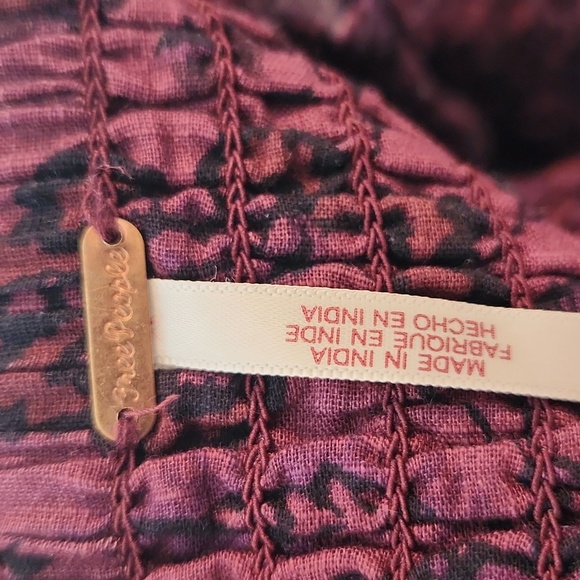 Free People
MADE IN INDIA
FABRIQUE EN INDE
HECHO EN INDIA